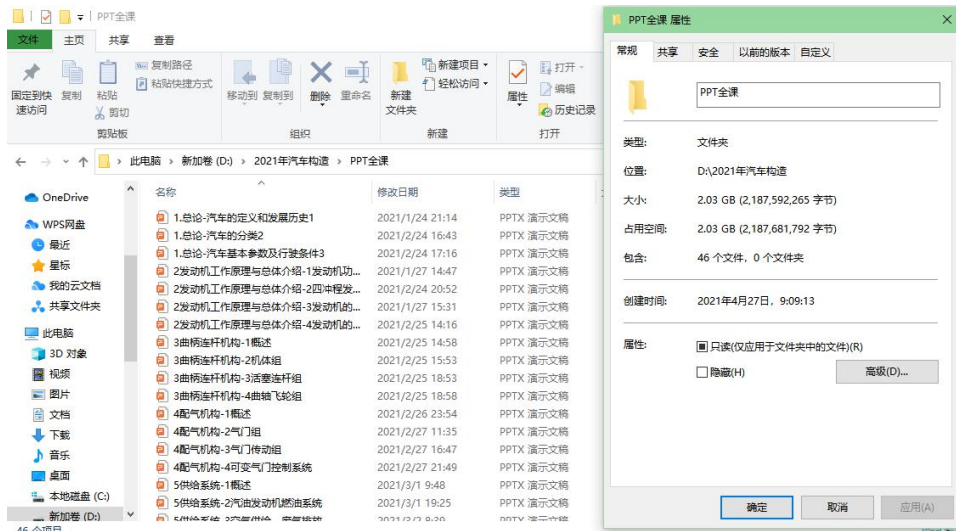 PPT全课
文件 主页 共享 查看
固定到快速访问
复制
粘贴
复制路径
粘贴快捷方式
剪切
剪贴板
移动到 复制到 删除 重命名
组织
新建文件夹
新建项目
轻松访问
新建
属性
打开
编辑
历史记录
打开
此电脑 › 新加卷 (D:) › 2021年汽车构造 › PPT全课
OneDrive
WPS网盘
最近
星标
我的云文档
共享文件夹
此电脑
3D 对象
视频
图片
文档
下载
音乐
桌面
本地磁盘 (C:)
新加卷 (D:)
46 个项目
名称 修改日期 类型
1.总论-汽车的定义和发展历史1 2021/1/24 21:14 PPTX 演示文稿
1.总论-汽车的分类2 2021/2/24 16:43 PPTX 演示文稿
1.总论-汽车基本参数及行驶条件3 2021/2/24 17:16 PPTX 演示文稿
2发动机工作原理与总体介绍-1发动机功... 2021/1/27 14:47 PPTX 演示文稿
2发动机工作原理与总体介绍-2四冲程发... 2021/2/24 20:52 PPTX 演示文稿
2发动机工作原理与总体介绍-3发动机的... 2021/1/27 15:31 PPTX 演示文稿
2发动机工作原理与总体介绍-4发动机的... 2021/2/25 14:16 PPTX 演示文稿
3曲柄连杆机构-1概述 2021/2/25 14:58 PPTX 演示文稿
3曲柄连杆机构-2机体组 2021/2/25 15:53 PPTX 演示文稿
3曲柄连杆机构-3活塞连杆组 2021/2/25 18:53 PPTX 演示文稿
3曲柄连杆机构-4曲轴飞轮组 2021/2/25 18:58 PPTX 演示文稿
4配气机构-1概述 2021/2/26 23:54 PPTX 演示文稿
4配气机构-2气门组 2021/2/27 11:35 PPTX 演示文稿
4配气机构-3气门传动组 2021/2/27 16:47 PPTX 演示文稿
4配气机构-4可变气门控制系统 2021/2/27 21:49 PPTX 演示文稿
5供给系统-1概述 2021/3/1 9:48 PPTX 演示文稿
5供给系统-2汽油发动机燃油系统 2021/3/1 19:25 PPTX 演示文稿
PPT全课 属性
常规 共享 安全 以前的版本 自定义
PPT全课
类型: 文件夹
位置: D:\2021年汽车构造
大小: 2.03 GB (2,187,592,265 字节)
占用空间: 2.03 GB (2,187,681,792 字节)
包含: 46 个文件，0 个文件夹
创建时间: 2021年4月27日，9:09:13
属性: 只读(仅应用于文件夹中的文件)(R)
隐藏(H) 高级(D)...
确定 取消 应用(A)